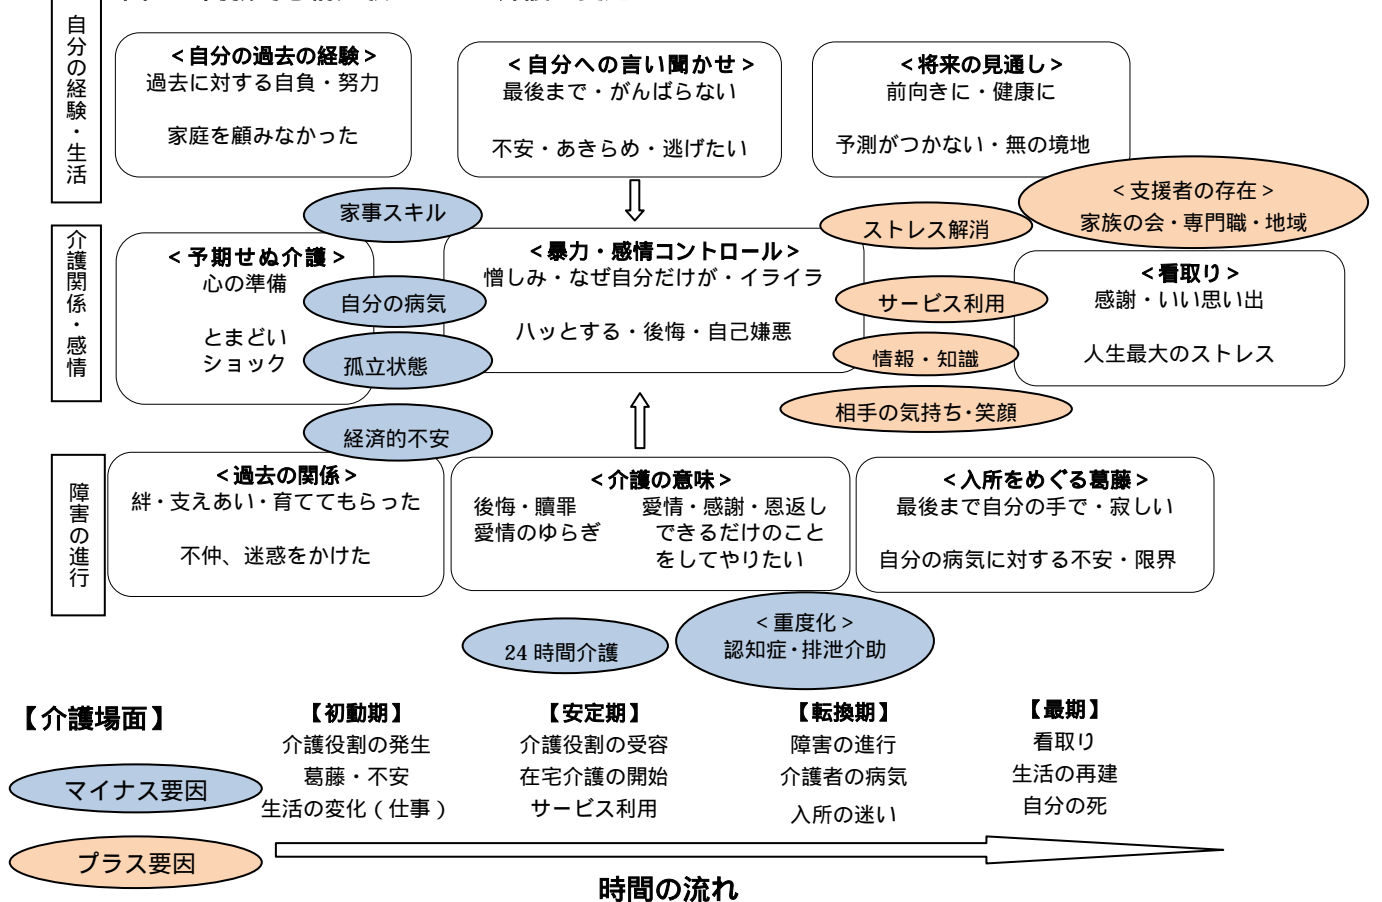 自分の経験・生活
＜自分の過去の経験＞
過去に対する自負・努力
家庭を顧みなかった
＜自分への言い聞かせ＞
最後まで・がんばらない
不安・あきらめ・逃げたい
＜将来の見通し＞
前向きに・健康に
予測がつかない・無の境地
＜支援者の存在＞
家族の会・専門職・地域
家事スキル
ストレス解消
介護関係・感情
＜予期せぬ介護＞
心の準備
とまどい
ショック
自分の病気
孤立状態
経済的不安
＜暴力・感情コントロール＞
憎しみ・なぜ自分だけが・イライラ
ハッとする・後悔・自己嫌悪
サービス利用
情報・知識
相手の気持ち・笑顔
＜看取り＞
感謝・いい思い出
人生最大のストレス
障害の進行
＜過去の関係＞
絆・支えあい・育ててもらった
不仲、迷惑をかけた
＜介護の意味＞
後悔・贖罪
愛情のゆらぎ
愛情・感謝・恩返し
できるだけのこと
をしてやりたい
＜入所をめぐる葛藤＞
最後まで自分の手で・寂しい
自分の病気に対する不安・限界
24 時間介護
＜重度化＞
認知症・排泄介助
【介護場面】
【初動期】
介護役割の発生
葛藤・不安
生活の変化（仕事）
【安定期】
介護役割の受容
在宅介護の開始
サービス利用
【転換期】
障害の進行
介護者の病気
入所の迷い
【最期】
看取り
生活の再建
自分の死
マイナス要因
プラス要因
時間の流れ